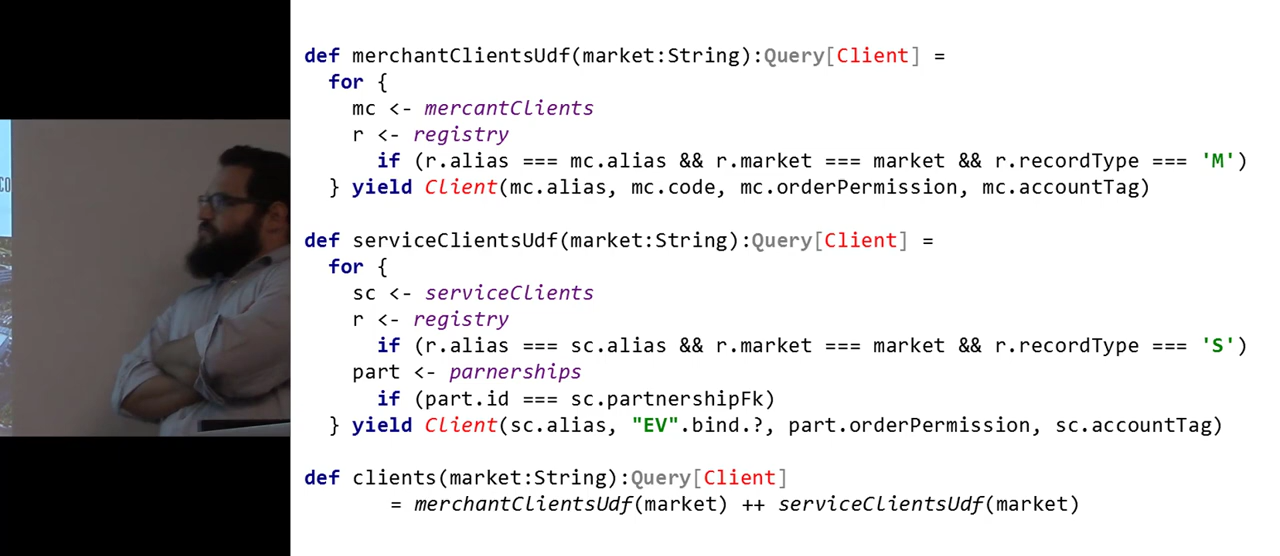 def merchantClientsUdf(market:String):Query[Client] =
for {
mc <- mercantClients
r <- registry
if (r.alias === mc.alias && r.market === market && r.recordType === 'M')
} yield Client(mc.alias, mc.code, mc.orderPermission, mc.accountTag)
def serviceClientsUdf(market:String):Query[Client] =
for {
sc <- serviceClients
r <- registry
if (r.alias === sc.alias && r.market === market && r.recordType === 'S')
part <- parnerships
if (part.id === sc.partnershipFk)
} yield Client(sc.alias, "EV".bind.?, part.orderPermission, sc.accountTag)
def clients(market:String):Query[Client]
= merchantClientsUdf(market) ++ serviceClientsUdf(market)